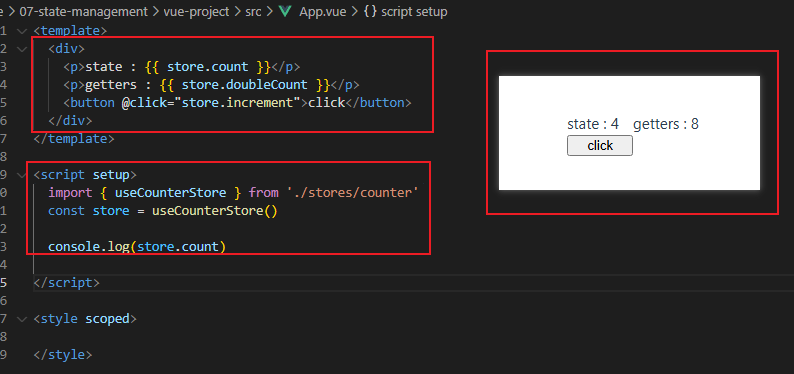 e > 07-state-management > vue-project > src > App.vue > {} script setup
1 <template>
2 <div>
3 <p>state : {{ store.count }}</p>
4 <p>getters : {{ store.doubleCount }}</p>
5 <button @click="store.increment">click</button>
6 </div>
7 </template>
8
9 <script setup>
0 import { useCounterStore } from './stores/counter'
1 const store = useCounterStore()
2
3 console.log(store.count)
4
5 </script>
6
7 <style scoped>
8
9 </style>
state : 4 getters : 8
click